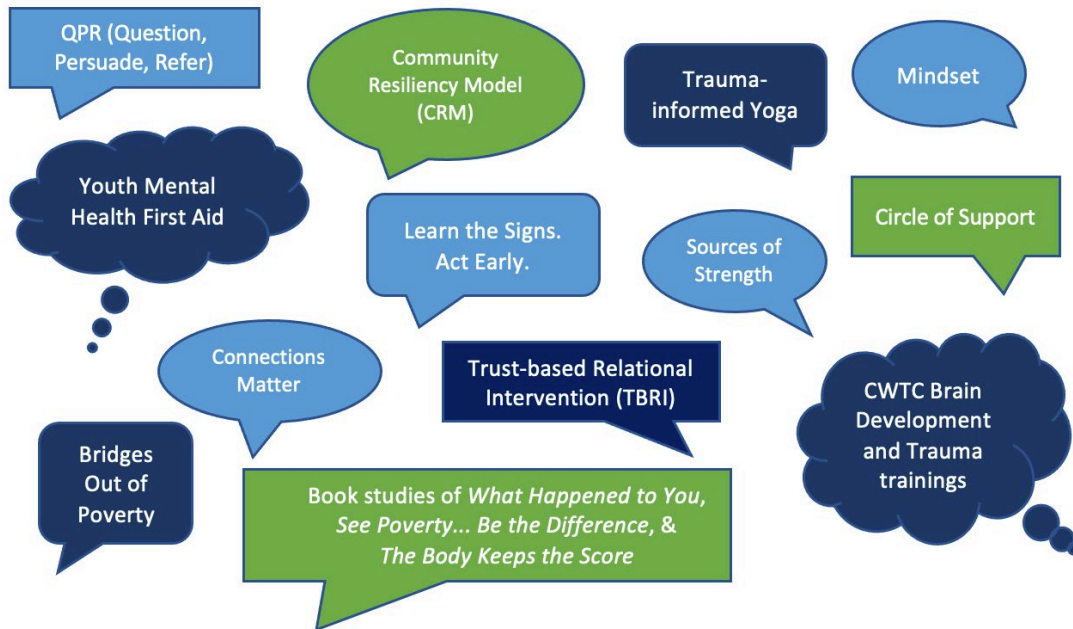 QPR (Question,
Persuade, Refer)
Community
Resiliency Model
(CRM)
Trauma-
informed Yoga
Mindset
Youth Mental
Health First Aid
Learn the Signs.
Act Early.
Sources of
Strength
Circle of Support
Connections
Matter
Trust-based Relational
Intervention (TBRI)
CWTC Brain
Development
and Trauma
trainings
Bridges
Out of
Poverty
Book studies of What Happened to You,
See Poverty... Be the Difference, &
The Body Keeps the Score